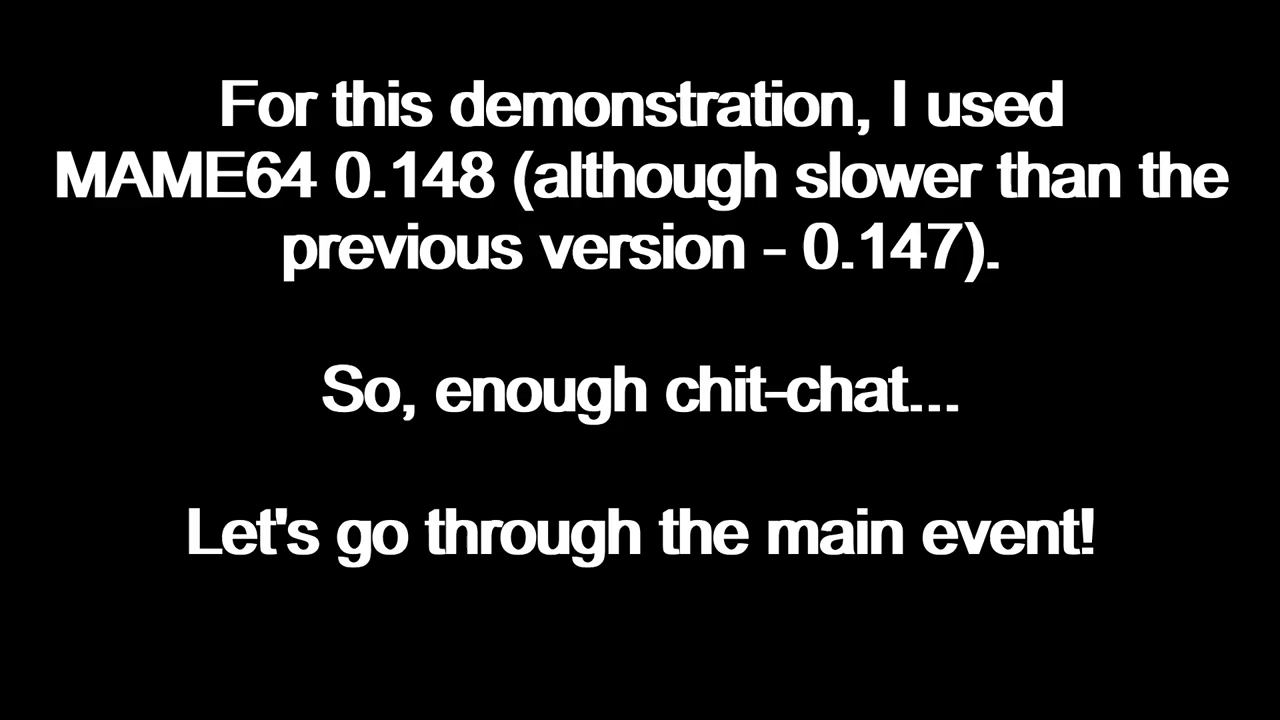 For this demonstration, I used
MAME64 0.148 (although slower than the
previous version - 0.147).
So, enough chit-chat...
Let's go through the main event!